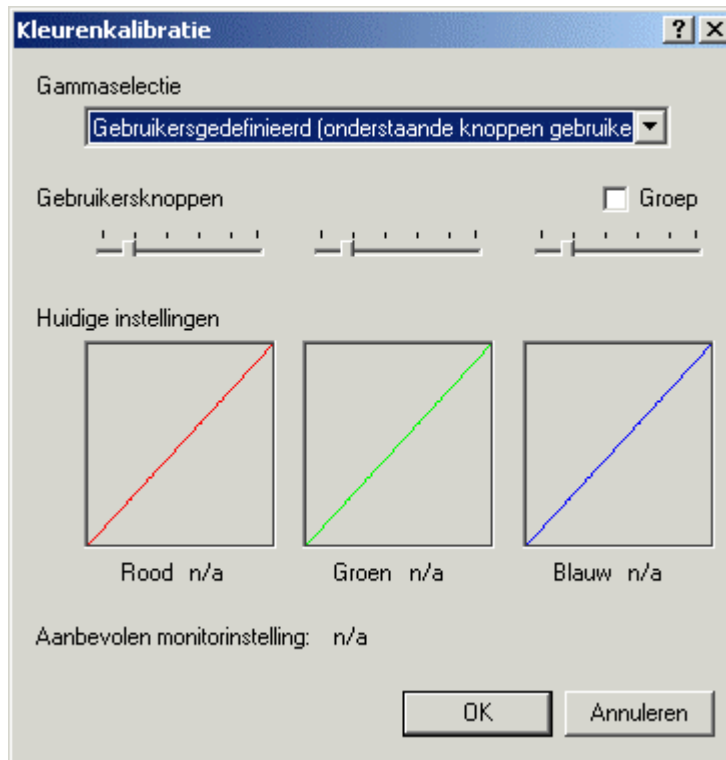 Kleurenkalibratie
Gammaselectie
Gebruikersgedefinieerd (onderstaande knoppen gebruike
Gebruikersknoppen
Groep
Huidige instellingen
Rood n/a
Groen n/a
Blauw n/a
Aanbevolen monitorinstelling: n/a
OK
Annuleren